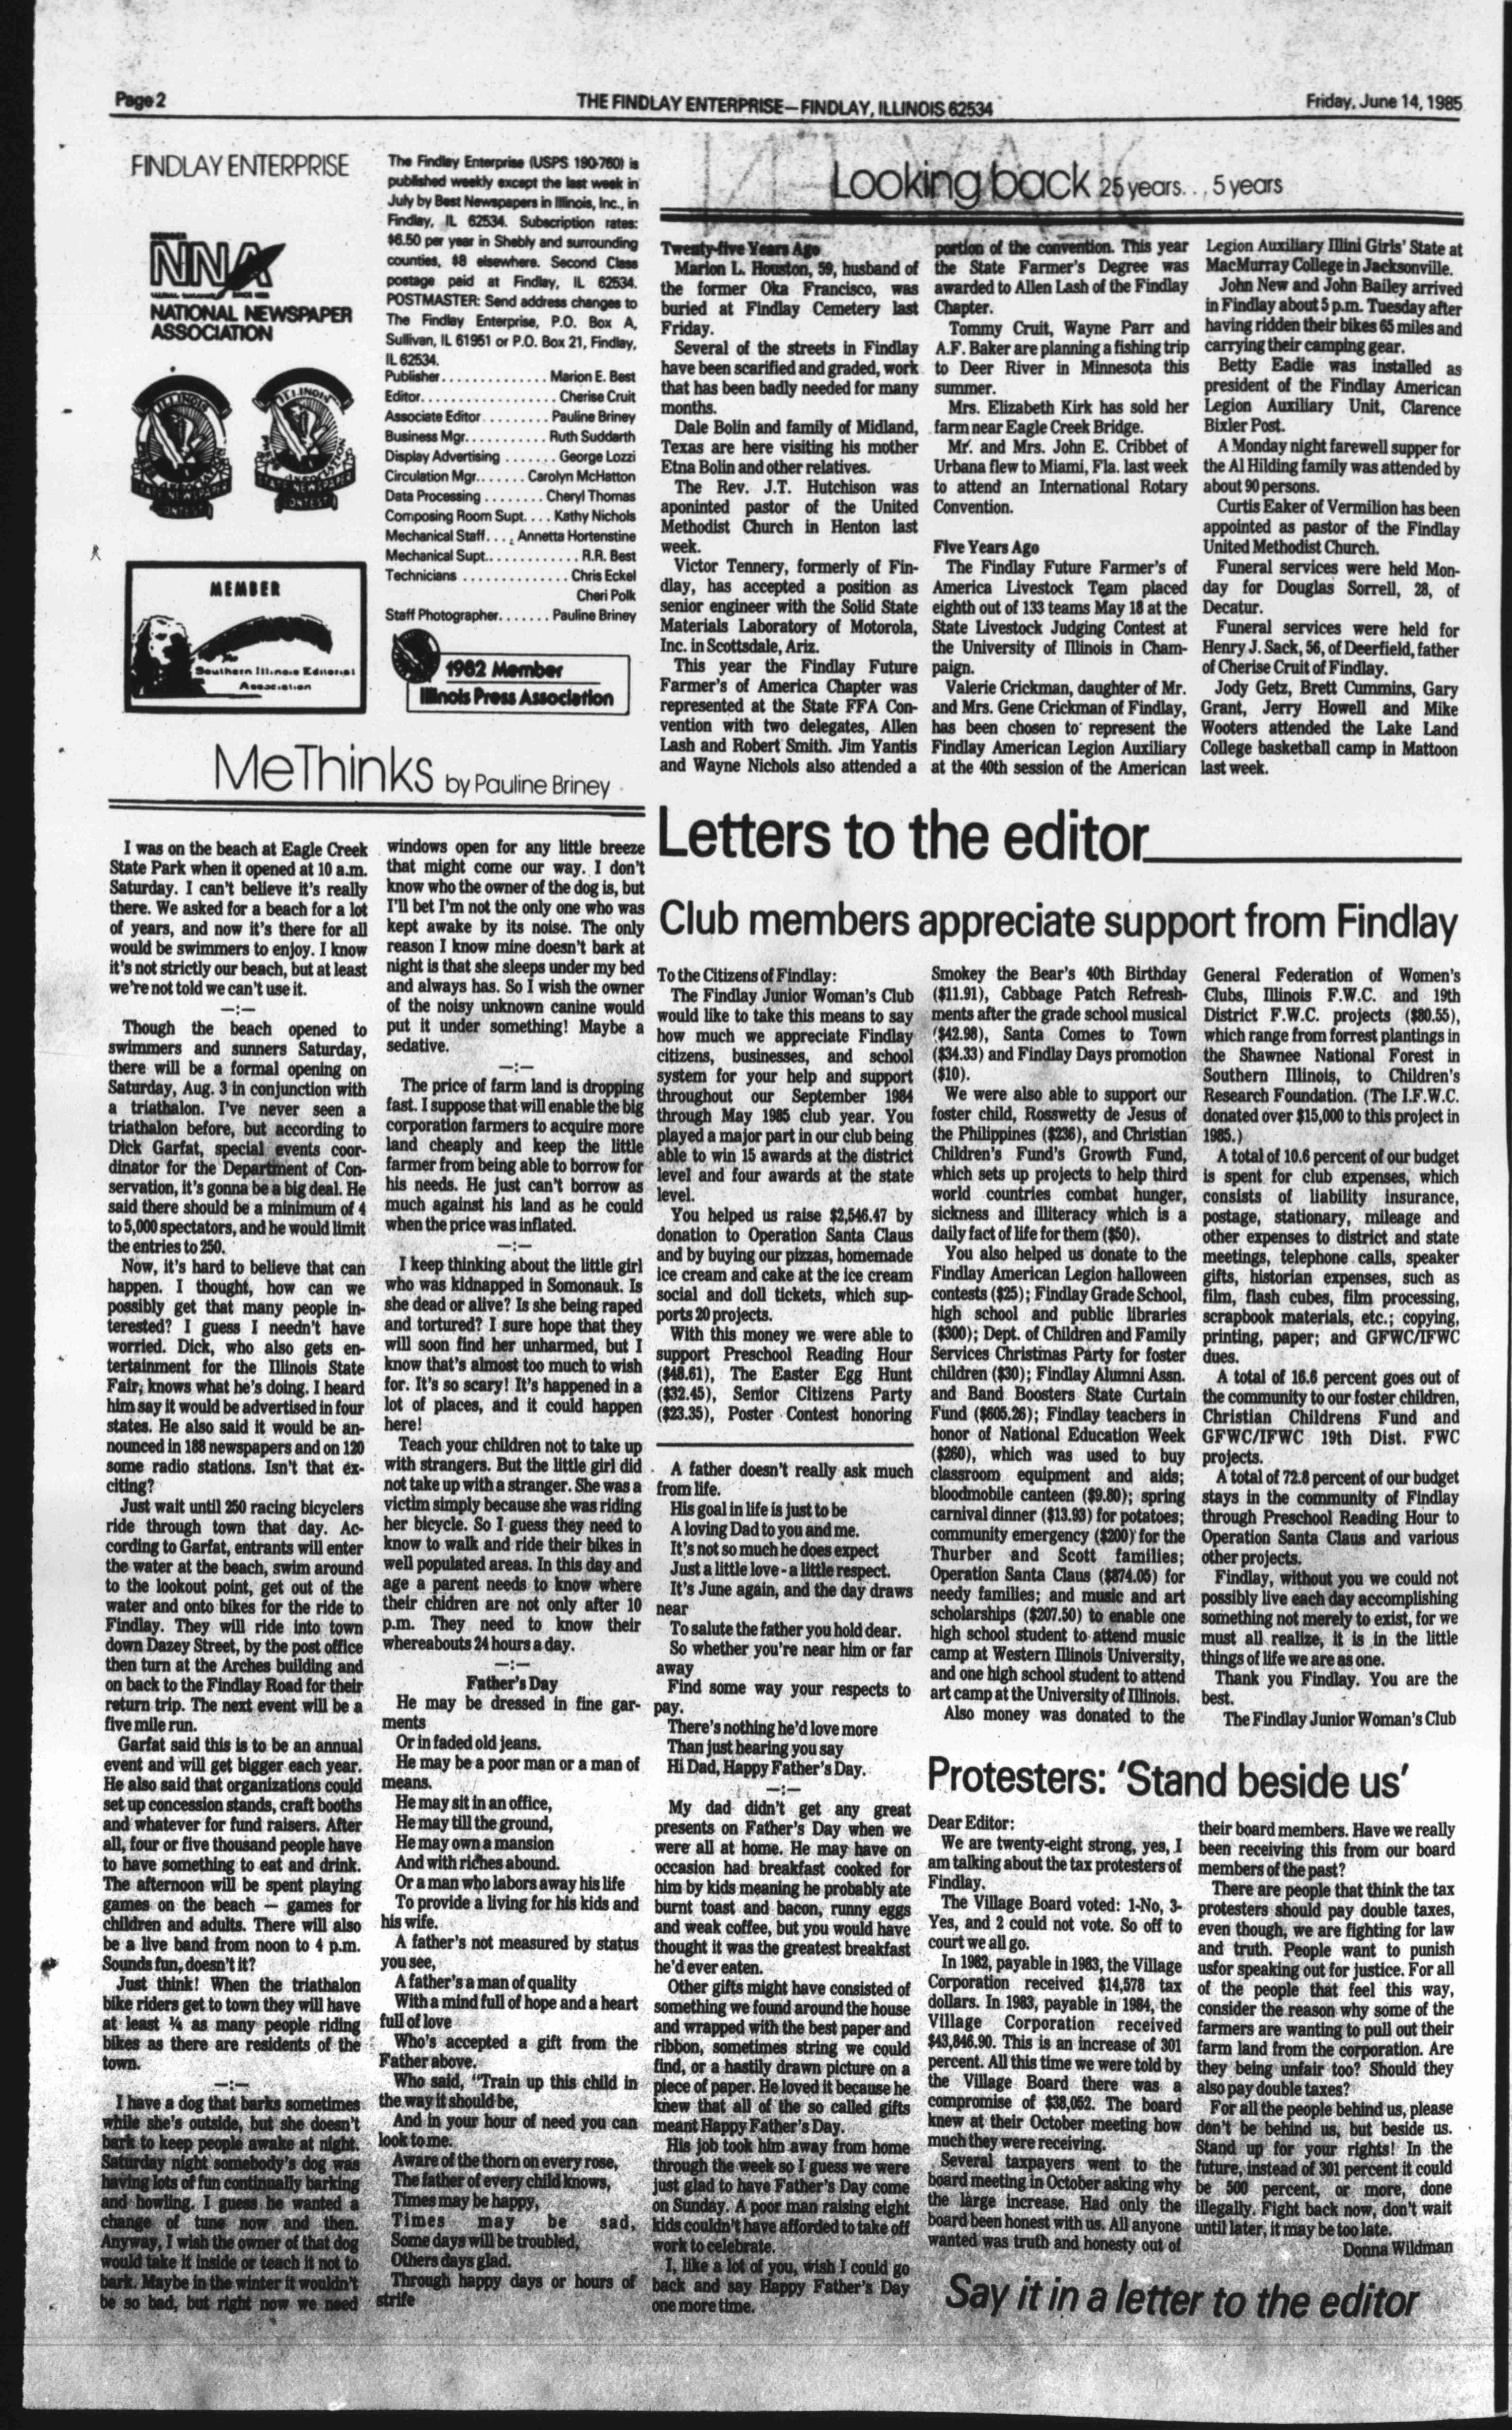 Page 2
THE FINDLAY ENTERPRISE—FINDLAY, ILLINOIS 62534
Friday, June 14, 1985
FINDLAY ENTERPRISE
MEMBER
NNA
NATIONAL NEWSPAPER
ASSOCIATION
MEMBER
The
Southern Illinois Editorial
Association
The Findlay Enterprise (USPS 190-760) is
published weekly except the last week in
July by Best Newspapers in Illinois, Inc., in
Findlay, IL 62534. Subscription rates:
$6.50 per year in Shebly and surrounding
counties, $8 elsewhere. Second Class
postage paid at Findlay, IL 62534.
POSTMASTER: Send address changes to
The Findlay Enterprise, P.O. Box A,
Sullivan, IL 61951 or P.O. Box 21, Findlay,
IL 62534.
Publisher.............. Marion E. Best
Editor................. Cherise Cruit
Associate Editor......... Pauline Briney
Business Mgr.......... Ruth Suddarth
Display Advertising ....... George Lozzi
Circulation Mgr....... Carolyn McHatton
Data Processing ........ Cheryl Thomas
Composing Room Supt.... Kathy Nichols
Mechanical Staff.... Annetta Hortenstine
Mechanical Supt............ R.R. Best
Technicians ............. Chris Eckel
Cheri Polk
Staff Photographer....... Pauline Briney
1982 Member
Illinois Press Association
Looking back 25 years... 5 years
Twenty-five Years Ago
Marion L. Houston, 59, husband of
the former Oka Francisco, was
buried at Findlay Cemetery last
Friday.
Several of the streets in Findlay
have been scarified and graded, work
that has been badly needed for many
months.
Dale Bolin and family of Midland,
Texas are here visiting his mother
Etna Bolin and other relatives.
The Rev. J.T. Hutchison was
aponinted pastor of the United
Methodist Church in Henton last
week.
Victor Tennery, formerly of Fin-
dlay, has accepted a position as
senior engineer with the Solid State
Materials Laboratory of Motorola,
Inc. in Scottsdale, Ariz.
This year the Findlay Future
Farmer's of America Chapter was
represented at the State FFA Con-
vention with two delegates, Allen
Lash and Robert Smith. Jim Yantis
and Wayne Nichols also attended a
portion of the convention. This year
the State Farmer's Degree was
awarded to Allen Lash of the Findlay
Chapter.
Tommy Cruit, Wayne Parr and
A.F. Baker are planning a fishing trip
to Deer River in Minnesota this
summer.
Mrs. Elizabeth Kirk has sold her
farm near Eagle Creek Bridge.
Mr. and Mrs. John E. Cribbet of
Urbana flew to Miami, Fla. last week
to attend an International Rotary
Convention.
Five Years Ago
The Findlay Future Farmer's of
America Livestock Team placed
eighth out of 133 teams May 18 at the
State Livestock Judging Contest at
the University of Illinois in Cham-
paign.
Valerie Crickman, daughter of Mr.
and Mrs. Gene Crickman of Findlay,
has been chosen to represent the
Findlay American Legion Auxiliary
at the 40th session of the American
Legion Auxiliary Illini Girls' State at
MacMurray College in Jacksonville.
John New and John Bailey arrived
in Findlay about 5 p.m. Tuesday after
having ridden their bikes 65 miles and
carrying their camping gear.
Betty Eadie was installed as
president of the Findlay American
Legion Auxiliary Unit, Clarence
Bixler Post.
A Monday night farewell supper for
the Al Hilding family was attended by
about 90 persons.
Curtis Eaker of Vermilion has been
appointed as pastor of the Findlay
United Methodist Church.
Funeral services were held Mon-
day for Douglas Sorrell, 28, of
Decatur.
Funeral services were held for
Henry J. Sack, 56, of Deerfield, father
of Cherise Cruit of Findlay.
Jody Getz, Brett Cummins, Gary
Grant, Jerry Howell and Mike
Wooters attended the Lake Land
College basketball camp in Mattoon
last week.
MeThinks by Pauline Briney
I was on the beach at Eagle Creek
State Park when it opened at 10 a.m.
Saturday. I can't believe it's really
there. We asked for a beach for a lot
of years, and now it's there for all
would be swimmers to enjoy. I know
it's not strictly our beach, but at least
we're not told we can't use it.
—:—
Though the beach opened to
swimmers and sunners Saturday,
there will be a formal opening on
Saturday, Aug. 3 in conjunction with
a triathalon. I've never seen a
triathalon before, but according to
Dick Garfat, special events coor-
dinator for the Department of Con-
servation, it's gonna be a big deal. He
said there should be a minimum of 4
to 5,000 spectators, and he would limit
the entries to 250.
Now, it's hard to believe that can
happen. I thought, how can we
possibly get that many people in-
terested? I guess I needn't have
worried. Dick, who also gets en-
tertainment for the Illinois State
Fair, knows what he's doing. I heard
him say it would be advertised in four
states. He also said it would be an-
nounced in 188 newspapers and on 120
some radio stations. Isn't that ex-
citing?
Just wait until 250 racing bicyclers
ride through town that day. Ac-
cording to Garfat, entrants will enter
the water at the beach, swim around
to the lookout point, get out of the
water and onto bikes for the ride to
Findlay. They will ride into town
down Dazey Street, by the post office
then turn at the Arches building and
on back to the Findlay Road for their
return trip. The next event will be a
five mile run.
Garfat said this is to be an annual
event and will get bigger each year.
He also said that organizations could
set up concession stands, craft booths
and whatever for fund raisers. After
all, four or five thousand people have
to have something to eat and drink.
The afternoon will be spent playing
games on the beach — games for
children and adults. There will also
be a live band from noon to 4 p.m.
Sounds fun, doesn't it?
Just think! When the triathalon
bike riders get to town they will have
at least ¼ as many people riding
bikes as there are residents of the
town.
—:—
I have a dog that barks sometimes
while she's outside, but she doesn't
bark to keep people awake at night.
Saturday night somebody's dog was
having lots of fun continually barking
and howling. I guess he wanted a
change of tune now and then.
Anyway, I wish the owner of that dog
would take it inside or teach it not to
bark. Maybe in the winter it wouldn't
be so bad, but right now we need
windows open for any little breeze
that might come our way. I don't
know who the owner of the dog is, but
I'll bet I'm not the only one who was
kept awake by its noise. The only
reason I know mine doesn't bark at
night is that she sleeps under my bed
and always has. So I wish the owner
of the noisy unknown canine would
put it under something! Maybe a
sedative.
—:—
The price of farm land is dropping
fast. I suppose that will enable the big
corporation farmers to acquire more
land cheaply and keep the little
farmer from being able to borrow for
his needs. He just can't borrow as
much against his land as he could
when the price was inflated.
—:—
I keep thinking about the little girl
who was kidnapped in Somonauk. Is
she dead or alive? Is she being raped
and tortured? I sure hope that they
will soon find her unharmed, but I
know that's almost too much to wish
for. It's so scary! It's happened in a
lot of places, and it could happen
here!
Teach your children not to take up
with strangers. But the little girl did
not take up with a stranger. She was a
victim simply because she was riding
her bicycle. So I guess they need to
know to walk and ride their bikes in
well populated areas. In this day and
age a parent needs to know where
their chidren are not only after 10
p.m. They need to know their
whereabouts 24 hours a day.
—:—
Father's Day
He may be dressed in fine gar-
ments
Or in faded old jeans.
He may be a poor man or a man of
means.
He may sit in an office,
He may till the ground,
He may own a mansion
And with riches abound.
Or a man who labors away his life
To provide a living for his kids and
his wife.
A father's not measured by status
you see,
A father's a man of quality
With a mind full of hope and a heart
full of love
Who's accepted a gift from the
Father above.
Who said, "Train up this child in
the way it should be,
And in your hour of need you can
look to me.
Aware of the thorn on every rose,
The father of every child knows,
Times may be happy,
Times may be sad,
Some days will be troubled,
Others days glad.
Through happy days or hours of
strife
A father doesn't really ask much
from life.
His goal in life is just to be
A loving Dad to you and me.
It's not so much he does expect
Just a little love - a little respect.
It's June again, and the day draws
near
To salute the father you hold dear.
So whether you're near him or far
away
Find some way your respects to
pay.
There's nothing he'd love more
Than just hearing you say
Hi Dad, Happy Father's Day.
—:—
My dad didn't get any great
presents on Father's Day when we
were all at home. He may have on
occasion had breakfast cooked for
him by kids meaning he probably ate
burnt toast and bacon, runny eggs
and weak coffee, but you would have
thought it was the greatest breakfast
he'd ever eaten.
Other gifts might have consisted of
something we found around the house
and wrapped with the best paper and
ribbon, sometimes string we could
find, or a hastily drawn picture on a
piece of paper. He loved it because he
knew that all of the so called gifts
meant Happy Father's Day.
His job took him away from home
through the week so I guess we were
just glad to have Father's Day come
on Sunday. A poor man raising eight
kids couldn't have afforded to take off
work to celebrate.
I, like a lot of you, wish I could go
back and say Happy Father's Day
one more time.
Letters to the editor
Club members appreciate support from Findlay
To the Citizens of Findlay:
The Findlay Junior Woman's Club
would like to take this means to say
how much we appreciate Findlay
citizens, businesses, and school
system for your help and support
throughout our September 1984
through May 1985 club year. You
played a major part in our club being
able to win 15 awards at the district
level and four awards at the state
level.
You helped us raise $2,546.47 by
donation to Operation Santa Claus
and by buying our pizzas, homemade
ice cream and cake at the ice cream
social and doll tickets, which sup-
ports 20 projects.
With this money we were able to
support Preschool Reading Hour
($48.61), The Easter Egg Hunt
($32.45), Senior Citizens Party
($23.35), Poster Contest honoring
Smokey the Bear's 40th Birthday
($11.91), Cabbage Patch Refresh-
ments after the grade school musical
($42.98), Santa Comes to Town
($34.33) and Findlay Days promotion
($10).
We were also able to support our
foster child, Rosswetty de Jesus of
the Philippines ($236), and Christian
Children's Fund's Growth Fund,
which sets up projects to help third
world countries combat hunger,
sickness and illiteracy which is a
daily fact of life for them ($50).
You also helped us donate to the
Findlay American Legion halloween
contests ($25); Findlay Grade School,
high school and public libraries
($300); Dept. of Children and Family
Services Christmas Party for foster
children ($30); Findlay Alumni Assn.
and Band Boosters State Curtain
Fund ($605.26); Findlay teachers in
honor of National Education Week
($260), which was used to buy
classroom equipment and aids;
bloodmobile canteen ($9.80); spring
carnival dinner ($13.93) for potatoes;
community emergency ($200) for the
Thurber and Scott families;
Operation Santa Claus ($874.05) for
needy families; and music and art
scholarships ($207.50) to enable one
high school student to attend music
camp at Western Illinois University,
and one high school student to attend
art camp at the University of Illinois.
Also money was donated to the
General Federation of Women's
Clubs, Illinois F.W.C. and 19th
District F.W.C. projects ($80.55),
which range from forrest plantings in
the Shawnee National Forest in
Southern Illinois, to Children's
Research Foundation. (The I.F.W.C.
donated over $15,000 to this project in
1985.)
A total of 10.6 percent of our budget
is spent for club expenses, which
consists of liability insurance,
postage, stationary, mileage and
other expenses to district and state
meetings, telephone calls, speaker
gifts, historian expenses, such as
film, flash cubes, film processing,
scrapbook materials, etc.; copying,
printing, paper; and GFWC/IFWC
dues.
A total of 16.6 percent goes out of
the community to our foster children,
Christian Childrens Fund and
GFWC/IFWC 19th Dist. FWC
projects.
A total of 72.8 percent of our budget
stays in the community of Findlay
through Preschool Reading Hour to
Operation Santa Claus and various
other projects.
Findlay, without you we could not
possibly live each day accomplishing
something not merely to exist, for we
must all realize, it is in the little
things of life we are as one.
Thank you Findlay. You are the
best.
The Findlay Junior Woman's Club
Protesters: 'Stand beside us'
Dear Editor:
We are twenty-eight strong, yes, I
am talking about the tax protesters of
Findlay.
The Village Board voted: 1-No, 3-
Yes, and 2 could not vote. So off to
court we all go.
In 1982, payable in 1983, the Village
Corporation received $14,578 tax
dollars. In 1983, payable in 1984, the
Village Corporation received
$43,846.90. This is an increase of 301
percent. All this time we were told by
the Village Board there was a
compromise of $38,052. The board
knew at their October meeting how
much they were receiving.
Several taxpayers went to the
board meeting in October asking why
the large increase. Had only the
board been honest with us. All anyone
wanted was truth and honesty out of
their board members. Have we really
been receiving this from our board
members of the past?
There are people that think the tax
protesters should pay double taxes,
even though, we are fighting for law
and truth. People want to punish
usfor speaking out for justice. For all
of the people that feel this way,
consider the reason why some of the
farmers are wanting to pull out their
farm land from the corporation. Are
they being unfair too? Should they
also pay double taxes?
For all the people behind us, please
don't be behind us, but beside us.
Stand up for your rights! In the
future, instead of 301 percent it could
be 500 percent, or more, done
illegally. Fight back now, don't wait
until later, it may be too late.
Donna Wildman
Say it in a letter to the editor